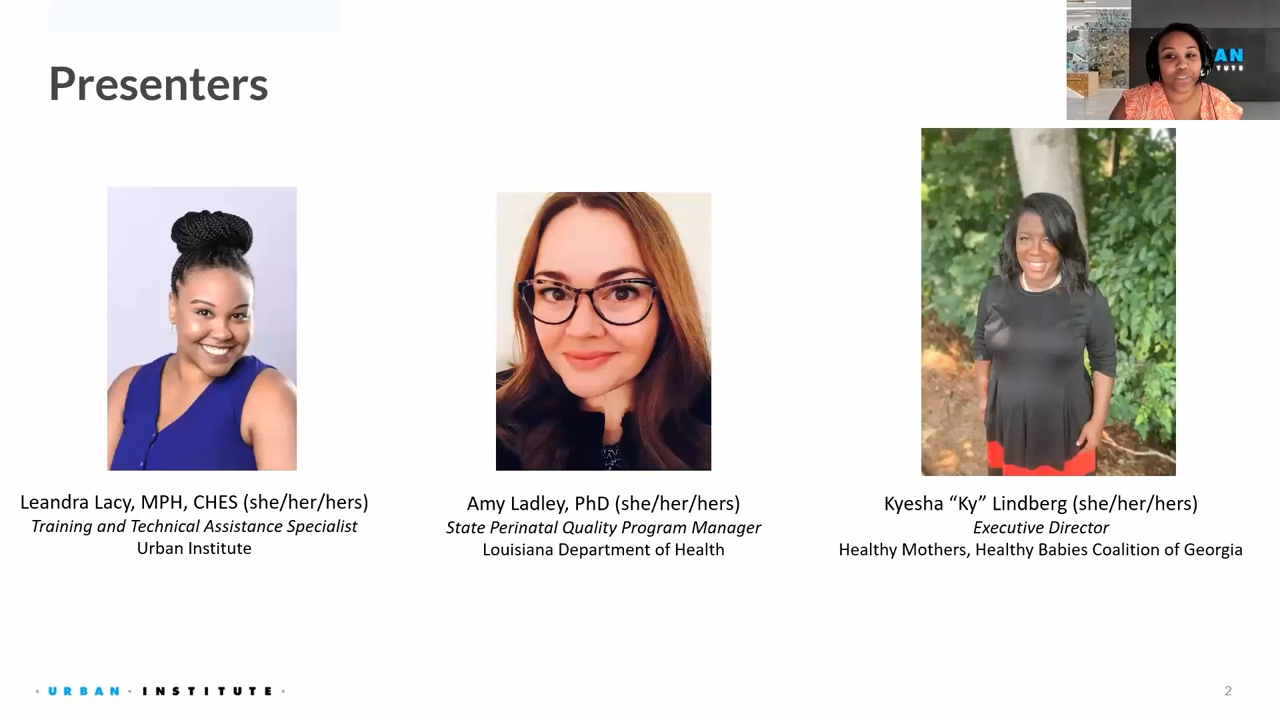 Presenters
AN
TUTE
Leandra Lacy, MPH, CHES (she/her/hers)
Training and Technical Assistance Specialist
Urban Institute
Amy Ladley, PhD (she/her/hers)
State Perinatal Quality Program Manager
Louisiana Department of Health
Kyesha “Ky” Lindberg (she/her/hers)
Executive Director
Healthy Mothers, Healthy Babies Coalition of Georgia
· URBAN · INSTITUTE ·
2